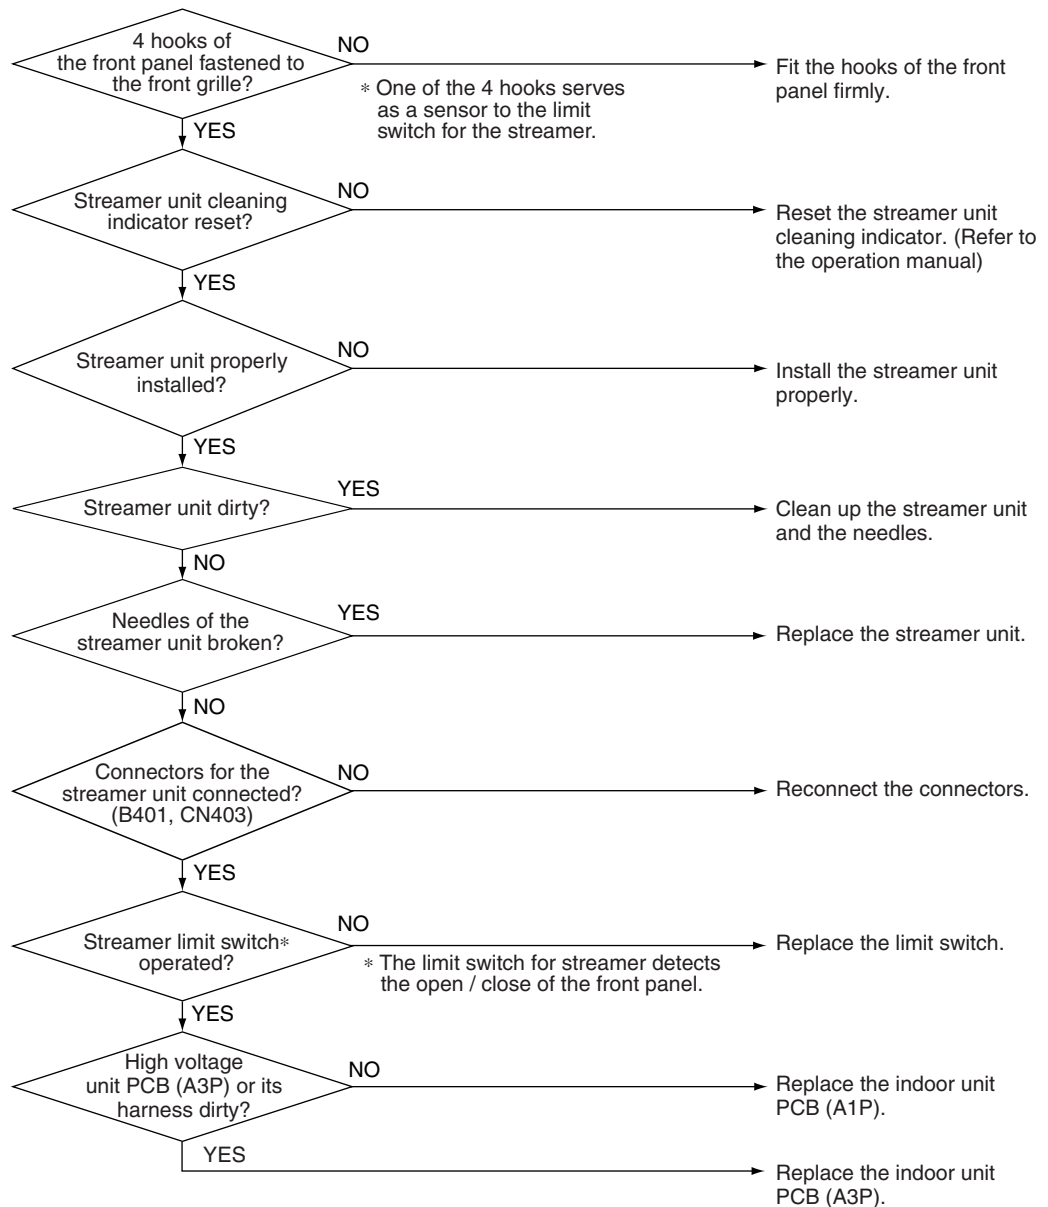 4 hooks of
the front panel fastened to
the front grille?
NO
* One of the 4 hooks serves
as a sensor to the limit
switch for the streamer.
Fit the hooks of the front
panel firmly.
YES
Streamer unit cleaning
indicator reset?
NO
Reset the streamer unit
cleaning indicator. (Refer to
the operation manual)
YES
Streamer unit properly
installed?
NO
Install the streamer unit
properly.
YES
Streamer unit dirty?
YES
Clean up the streamer unit
and the needles.
NO
Needles of the
streamer unit broken?
YES
Replace the streamer unit.
NO
Connectors for the
streamer unit connected?
(B401, CN403)
NO
Reconnect the connectors.
YES
Streamer limit switch*
operated?
NO
* The limit switch for streamer detects
the open / close of the front panel.
Replace the limit switch.
YES
High voltage
unit PCB (A3P) or its
harness dirty?
NO
Replace the indoor unit
PCB (A1P).
YES
Replace the indoor unit
PCB (A3P).